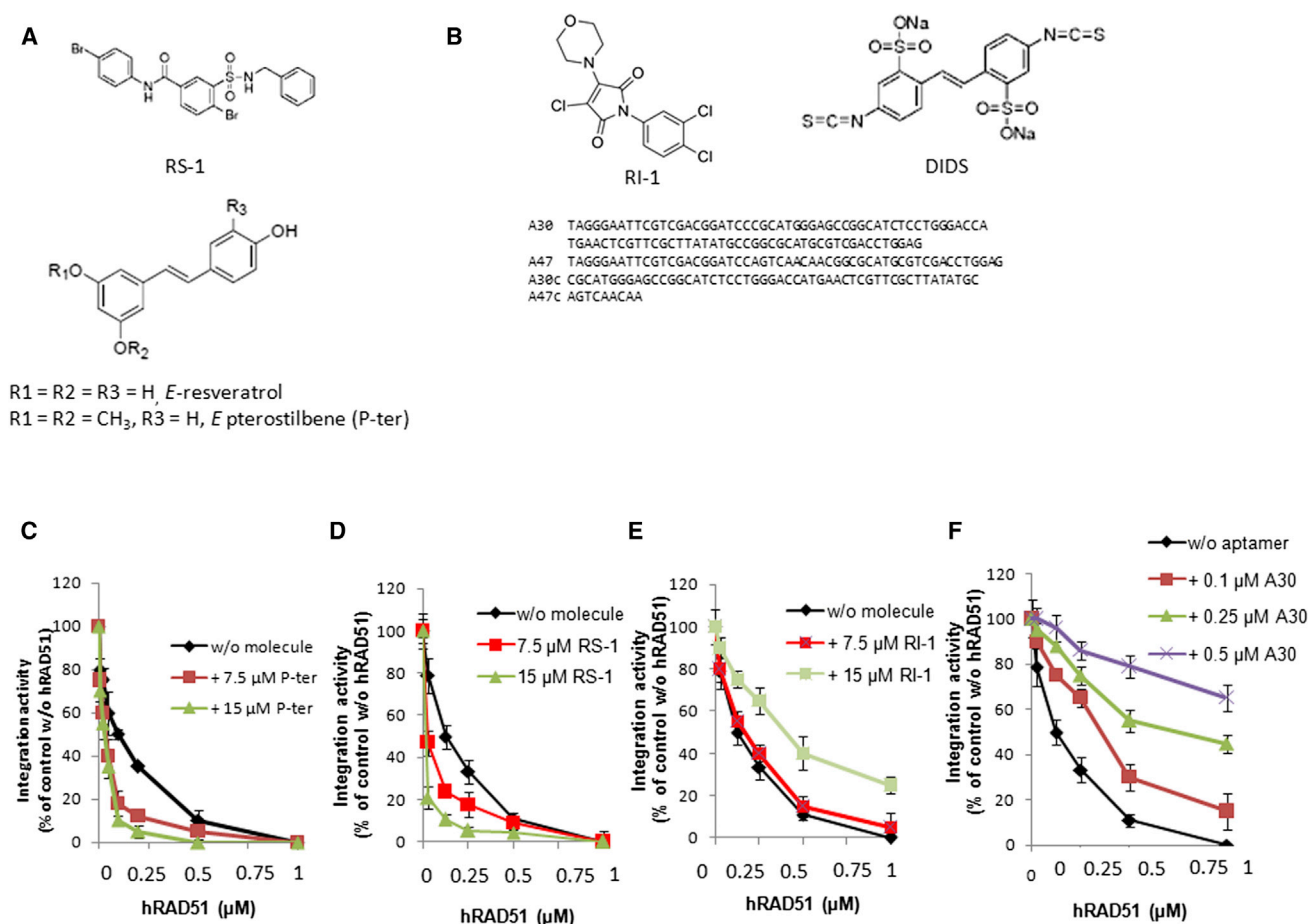 A
Br
O
N
H
O
S
O
N
H
Br
RS-1
R3
OH
R1O
OR2
R1 = R2 = R3 = H, E-resveratrol
R1 = R2 = CH3, R3 = H, E pterostilbene (P-ter)
B
O
N
O
Cl
N
O
Cl
Cl
RI-1
ONa
O=S=O
N=C=S
S=C=N
O=S=O
ONa
DIDS
A30 TAGGGAATTCGTCGACGGATCCCGCATGGGAGCCGGCATCTCCTGGGACCA
TGAACTCGTTCGCTTATATGCCGGCGCATGCGTCGACCTGGAG
A47 TAGGGAATTCGTCGACGGATCCAGTCAACAACGGCGCATGCGTCGACCTGGAG
A30c CGCATGGGAGCCGGCATCTCCTGGGACCATGAACTCGTTCGCTTATATGC
A47c AGTCAACAA
C
Integration activity
(% of control w/o hRAD51)
120
100
80
60
40
20
0
w/o molecule
+ 7.5 µM P-ter
+ 15 µM P-ter
0 0.25 0.5 1
hRAD51 (µM)
D
Integration activity
(% of control w/o hRAD51)
120
100
80
60
40
20
0
w/o molecule
7.5 µM RS-1
15 µM RS-1
0 0.25 0.5 1
hRAD51 (µM)
E
Integration activity
(% of control w/o hRAD51)
120
100
80
60
40
20
0
w/o molecule
+ 7.5 µM RI-1
+ 15 µM RI-1
0 0.25 0.5 1
hRAD51 (µM)
F
Integration activity
(% of control w/o hRAD51)
120
100
80
60
40
20
0
w/o aptamer
+ 0.1 µM A30
+ 0.25 µM A30
+ 0.5 µM A30
0 0.25 0.5 1
hRAD51 (µM)